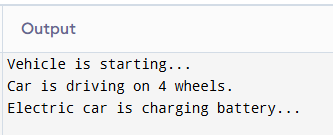 Output
Vehicle is starting...
Car is driving on 4 wheels.
Electric car is charging battery...